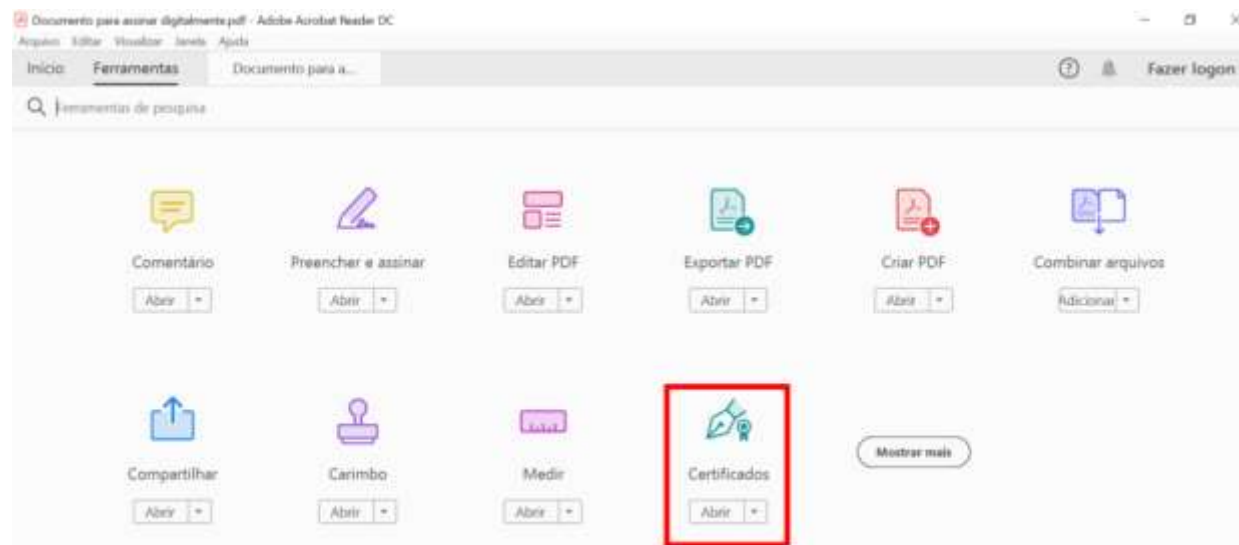 Documento para assinar digitalmente.pdf - Adobe Acrobat Reader DC
Arquivo Editar Visualizar Janela Ajuda
Início Ferramentas Documento para a... Fazer logon
Ferramentas de pesquisa
Comentário Preencher e assinar Editar PDF Exportar PDF Criar PDF Combinar arquivos
Abrir Abrir Abrir Abrir Abrir Adicionar
Mostrar mais
Compartilhar Carimbo Medir Certificados
Abrir Abrir Abrir Abrir